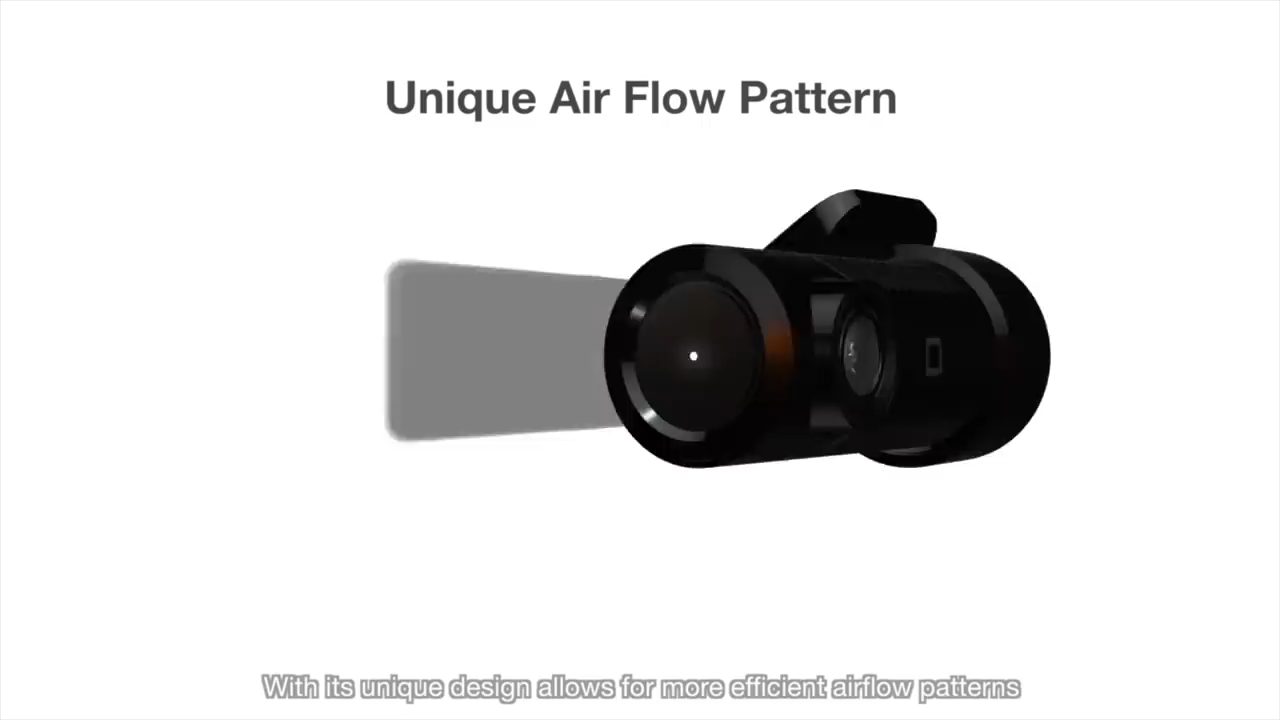 Unique Air Flow Pattern
With its unique design allows for more efficient airflow patterns